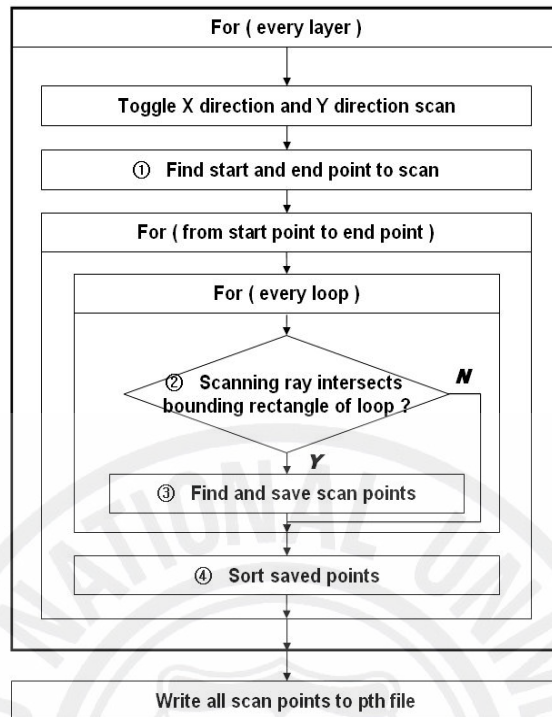 For ( every layer )
Toggle X direction and Y direction scan
① Find start and end point to scan
For ( from start point to end point )
For ( every loop )
② Scanning ray intersects
bounding rectangle of loop ?
N
Y
③ Find and save scan points
④ Sort saved points
Write all scan points to pth file
NATIONAL UNIV